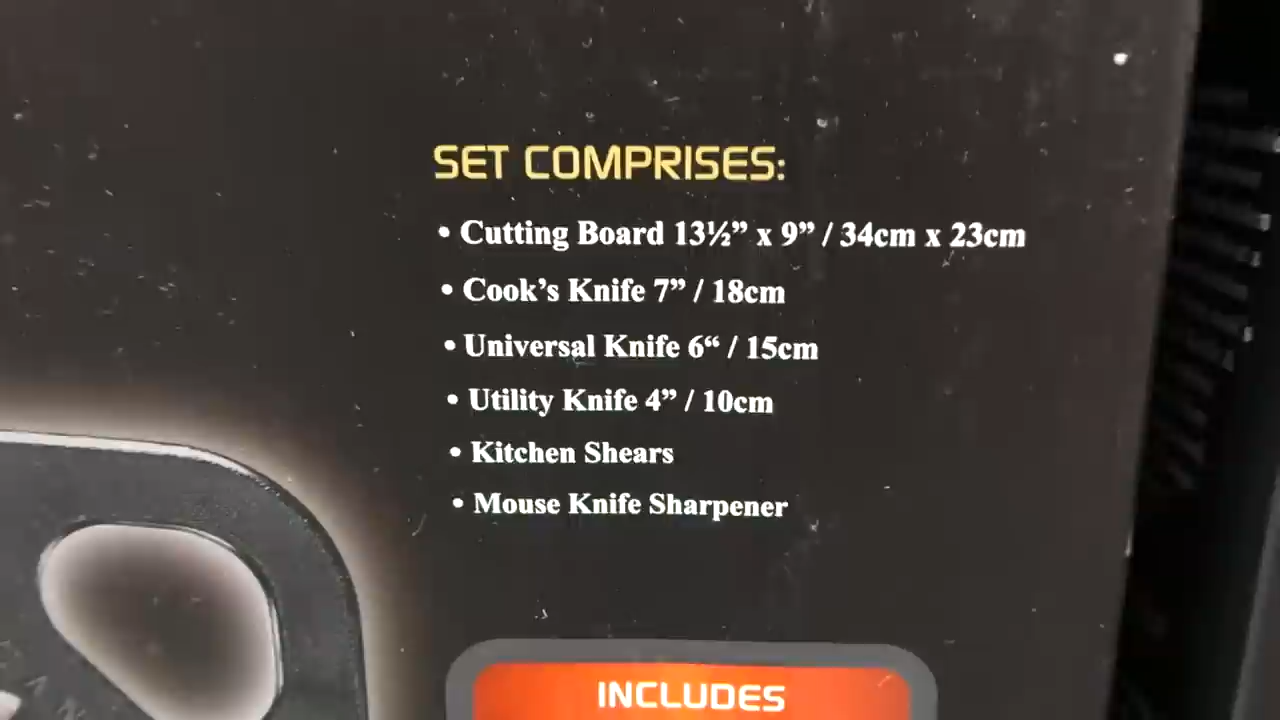 SET COMPRISES:
• Cutting Board 13½” x 9” / 34cm x 23cm
• Cook’s Knife 7” / 18cm
• Universal Knife 6“ / 15cm
• Utility Knife 4” / 10cm
• Kitchen Shears
• Mouse Knife Sharpener
INCLUDES